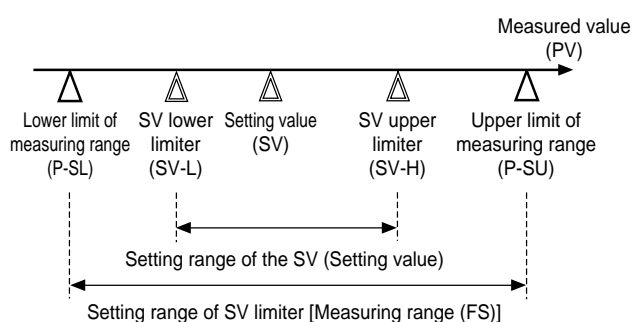 Measured value
(PV)
Lower limit of
measuring range
(P-SL)
SV lower
limiter
(SV-L)
Setting value
(SV)
SV upper
limiter
(SV-H)
Upper limit of
measuring range
(P-SU)
Setting range of the SV (Setting value)
Setting range of SV limiter [Measuring range (FS)]